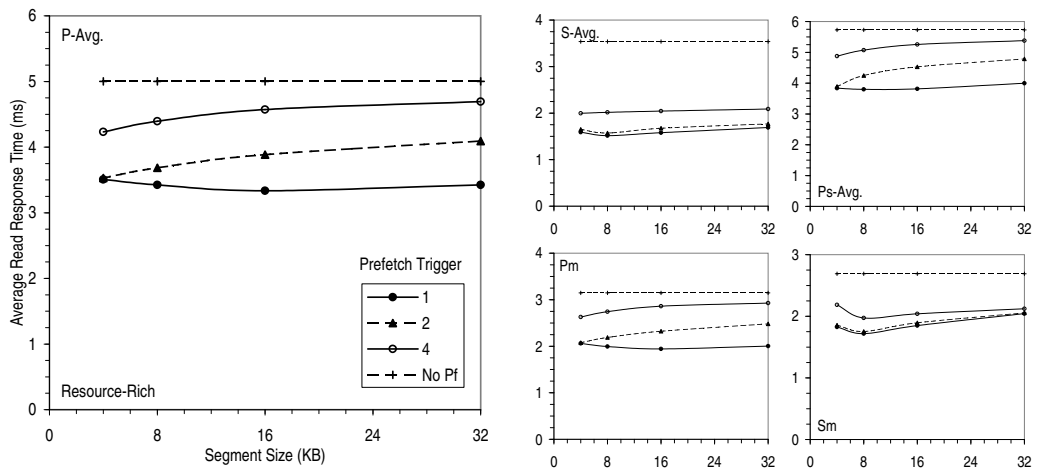 P-Avg.
6
5
4
3
2
1
0
Average Read Response Time (ms)
Prefetch Trigger
1
2
4
No Pf
Resource-Rich
0 8 16 24 32
Segment Size (KB)
S-Avg.
4
3
2
1
0
0 8 16 24 32
Ps-Avg.
6
5
4
3
2
1
0
0 8 16 24 32
Pm
4
3
2
1
0
0 8 16 24 32
Sm
3
2
1
0
0 8 16 24 32